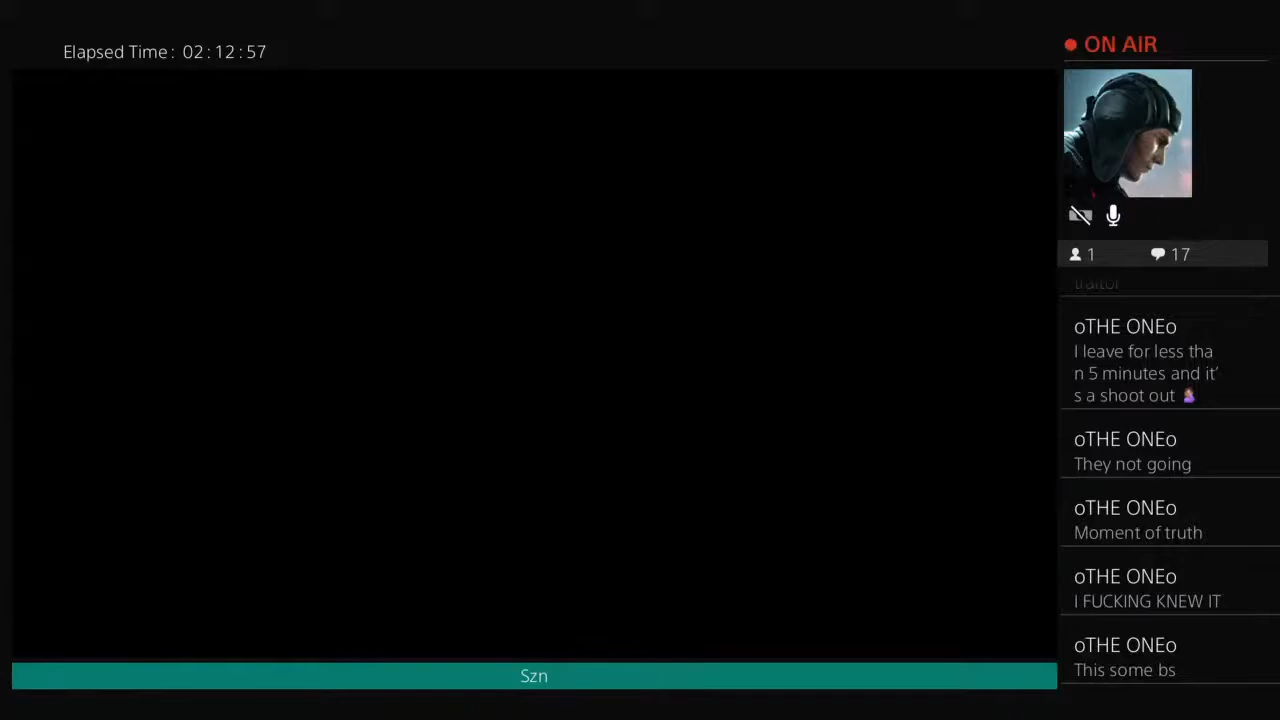 Elapsed Time: 02:12:57
ON AIR
1 17
traitor
oTHE ONEo
I leave for less tha
n 5 minutes and it'
s a shoot out
oTHE ONEo
They not going
oTHE ONEo
Moment of truth
oTHE ONEo
I FUCKING KNEW IT
oTHE ONEo
This some bs
Szn